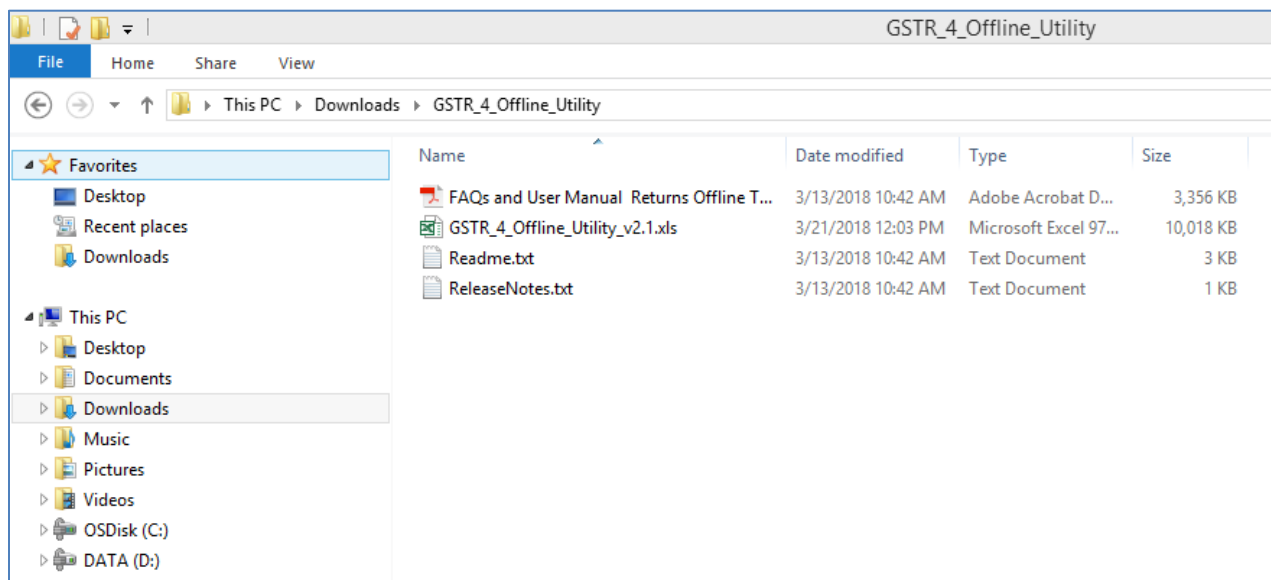 GSTR_4_Offline_Utility
File Home Share View
This PC Downloads GSTR_4_Offline_Utility
Favorites
Desktop
Recent places
Downloads
This PC
Desktop
Documents
Downloads
Music
Pictures
Videos
OSDisk (C:)
DATA (D:)
Name Date modified Type Size
FAQs and User Manual Returns Offline T... 3/13/2018 10:42 AM Adobe Acrobat D... 3,356 KB
GSTR_4_Offline_Utility_v2.1.xls 3/21/2018 12:03 PM Microsoft Excel 97... 10,018 KB
Readme.txt 3/13/2018 10:42 AM Text Document 3 KB
ReleaseNotes.txt 3/13/2018 10:42 AM Text Document 1 KB